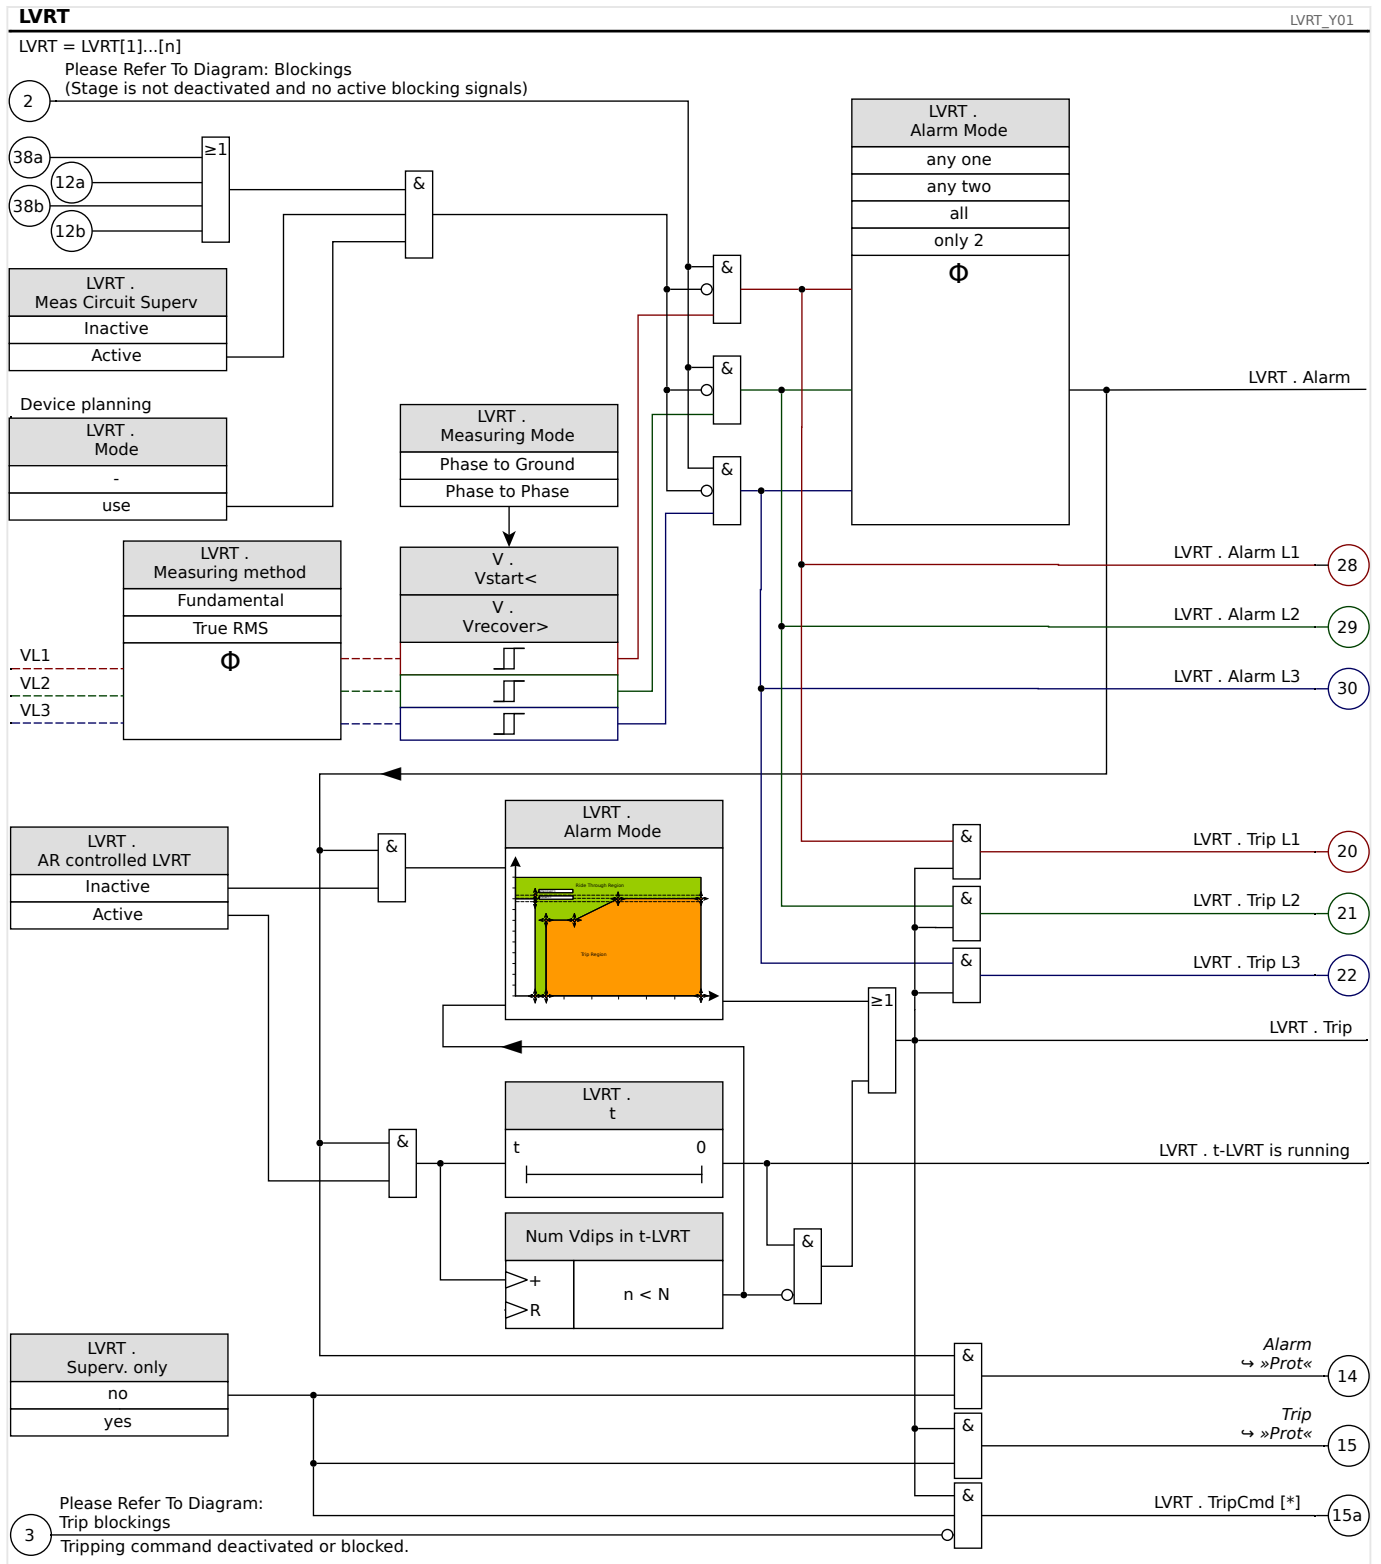 LVRT
LVRT_Y01
LVRT = LVRT[1]...[n]
Please Refer To Diagram: Blockings
(Stage is not deactivated and no active blocking signals)
2
38a
12a
38b
12b
≥1
&
LVRT .
Meas Circuit Superv
Inactive
Active
Device planning
LVRT .
Mode
-
use
LVRT .
Measuring Mode
Phase to Ground
Phase to Phase
LVRT .
Measuring method
Fundamental
True RMS
Φ
VL1
VL2
VL3
V .
Vstart<
V .
Vrecover>
&
&
&
LVRT .
Alarm Mode
any one
any two
all
only 2
Φ
LVRT . Alarm
LVRT . Alarm L1
28
LVRT . Alarm L2
29
LVRT . Alarm L3
30
LVRT .
AR controlled LVRT
Inactive
Active
&
LVRT .
Alarm Mode
Ride Through Region
Trip Region
&
LVRT . Trip L1
20
&
LVRT . Trip L2
21
&
LVRT . Trip L3
22
≥1
LVRT . Trip
&
LVRT .
t
t 0
LVRT . t-LVRT is running
Num Vdips in t-LVRT
+
R
n < N
&
LVRT .
Superv. only
no
yes
&
Alarm
↪ »Prot«
14
&
Trip
↪ »Prot«
15
&
LVRT . TripCmd [*]
15a
Please Refer To Diagram:
Trip blockings
3
Tripping command deactivated or blocked.